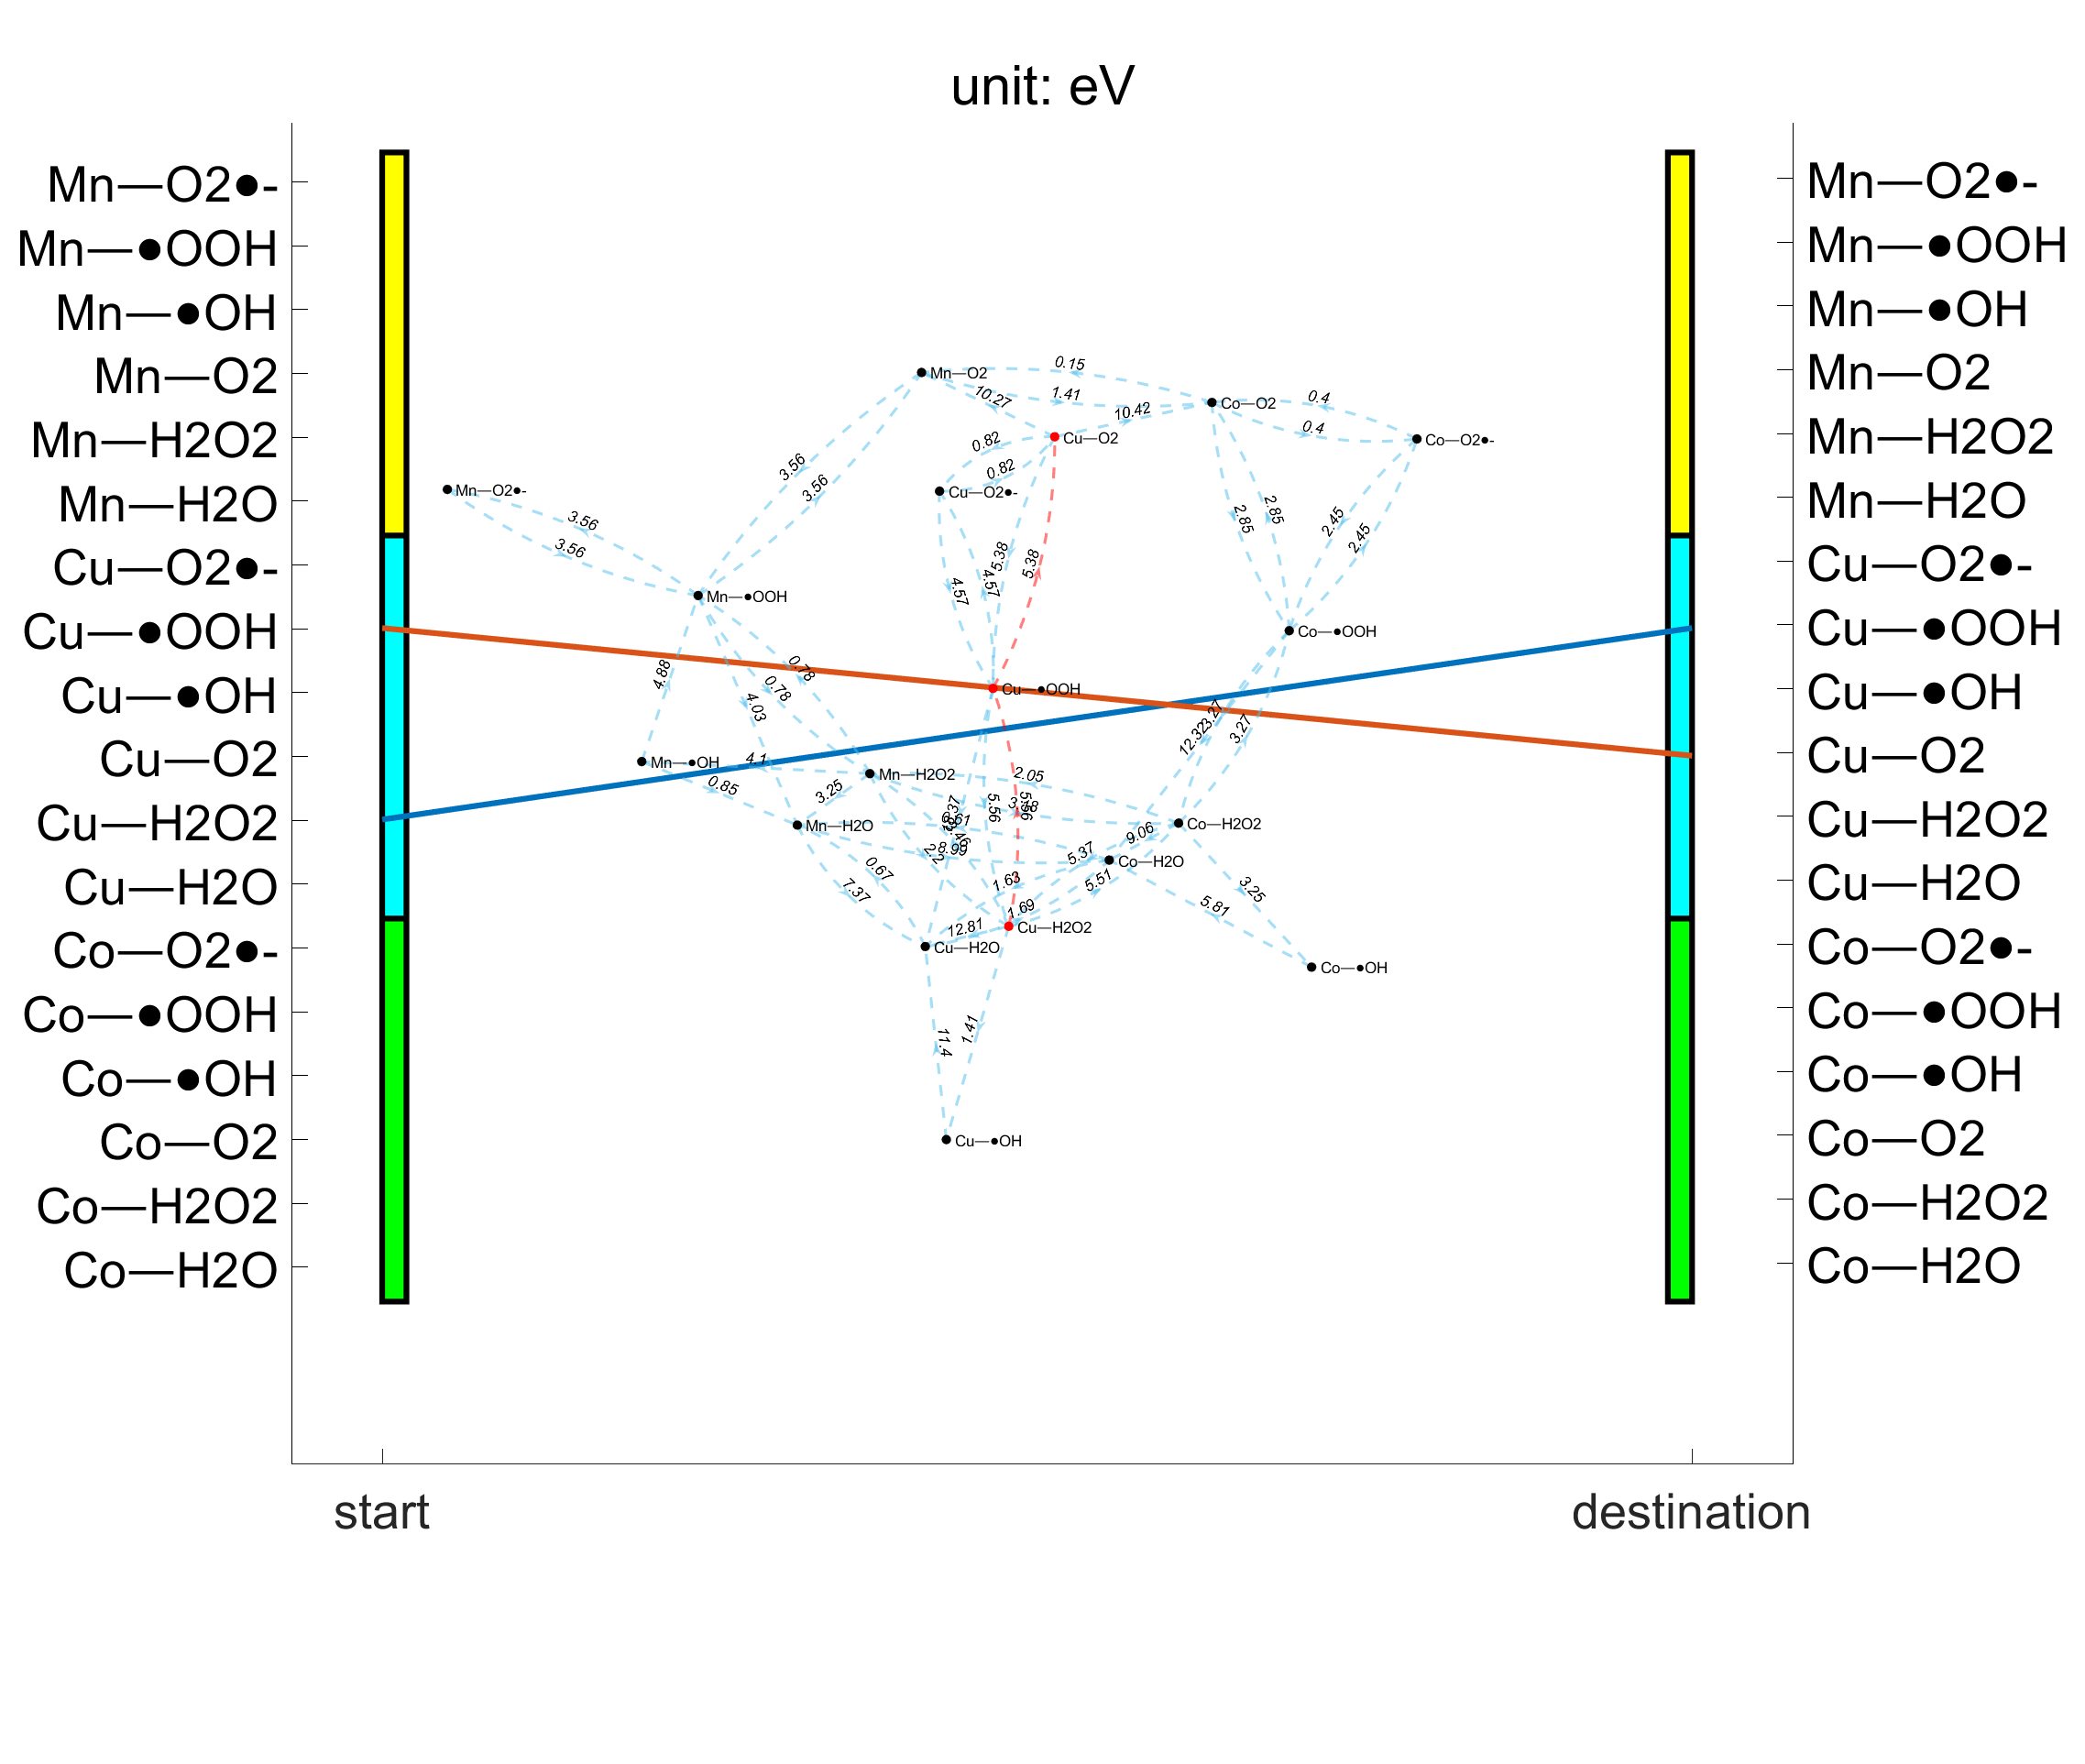 unit: eV
Mn—O2●-
Mn—●OOH
Mn—●OH
Mn—O2
Mn—H2O2
Mn—H2O
Cu—O2●-
Cu—●OOH
Cu—●OH
Cu—O2
Cu—H2O2
Cu—H2O
Co—O2●-
Co—●OOH
Co—●OH
Co—O2
Co—H2O2
Co—H2O
Mn—O2●-
Mn—●OOH
Mn—●OH
Mn—O2
Mn—H2O2
Mn—H2O
Cu—O2●-
Cu—●OOH
Cu—●OH
Cu—O2
Cu—H2O2
Cu—H2O
Co—O2●-
Co—●OOH
Co—●OH
Co—O2
Co—H2O2
Co—H2O
0.15
Mn—O2
10.27
1.41
10.42
Co—O2
0.4
0.4
Cu—O2
Co—O2●-
0.82
0.82
3.56
3.56
Mn—O2●-
Cu—O2●-
3.56
3.56
2.85
2.85
2.45
2.45
5.38
5.38
4.57
4.57
Mn—●OOH
Co—●OOH
4.88
0.78
0.78
4.03
Cu—●OOH
12.32
3.27
3.27
Mn—●OH
4.1
Mn—H2O2
2.05
0.85
3.25
5.56
5.56
Mn—H2O
Co—H2O2
9.06
8.99
2.2
5.37
Co—H2O
0.67
7.37
1.63
5.51
3.25
1.69
5.81
12.81
Cu—H2O2
Cu—H2O
Co—●OH
11.4
1.41
Cu—●OH
start
destination